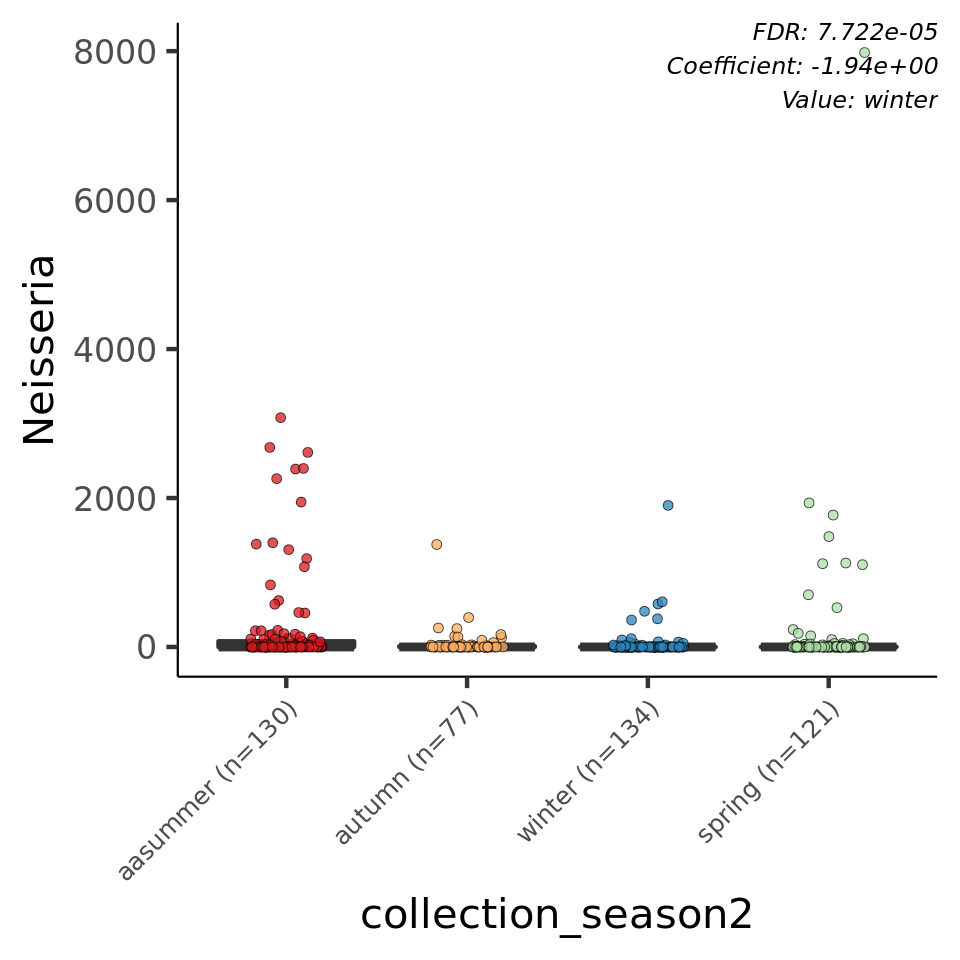 FDR: 7.722e-05
Coefficient: -1.94e+00
Value: winter
Neisseria
8000
6000
4000
2000
0
aasummer (n=130)
autumn (n=77)
winter (n=134)
spring (n=121)
collection_season2